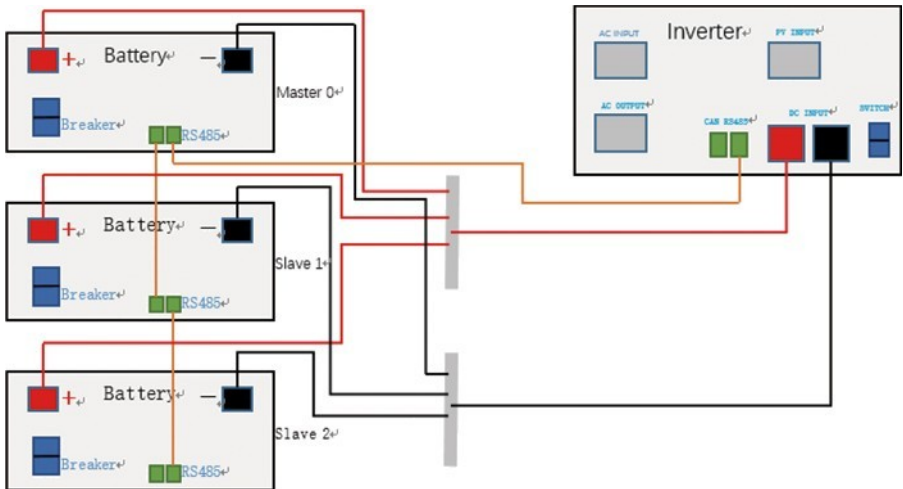 Battery↵
+↵
—↵
Master 0↵
Breaker↵
RS485↵
Battery↵
+↵
—↵
Slave 1↵
Breaker↵
RS485↵
Battery↵
+↵
—↵
Slave 2↵
Breaker↵
RS485↵
Inverter↵
AC INPUT
PV INPUT↵
AC OUTPUT↵
CAN RS485↵
DC INPUT↵
SWITCH↵